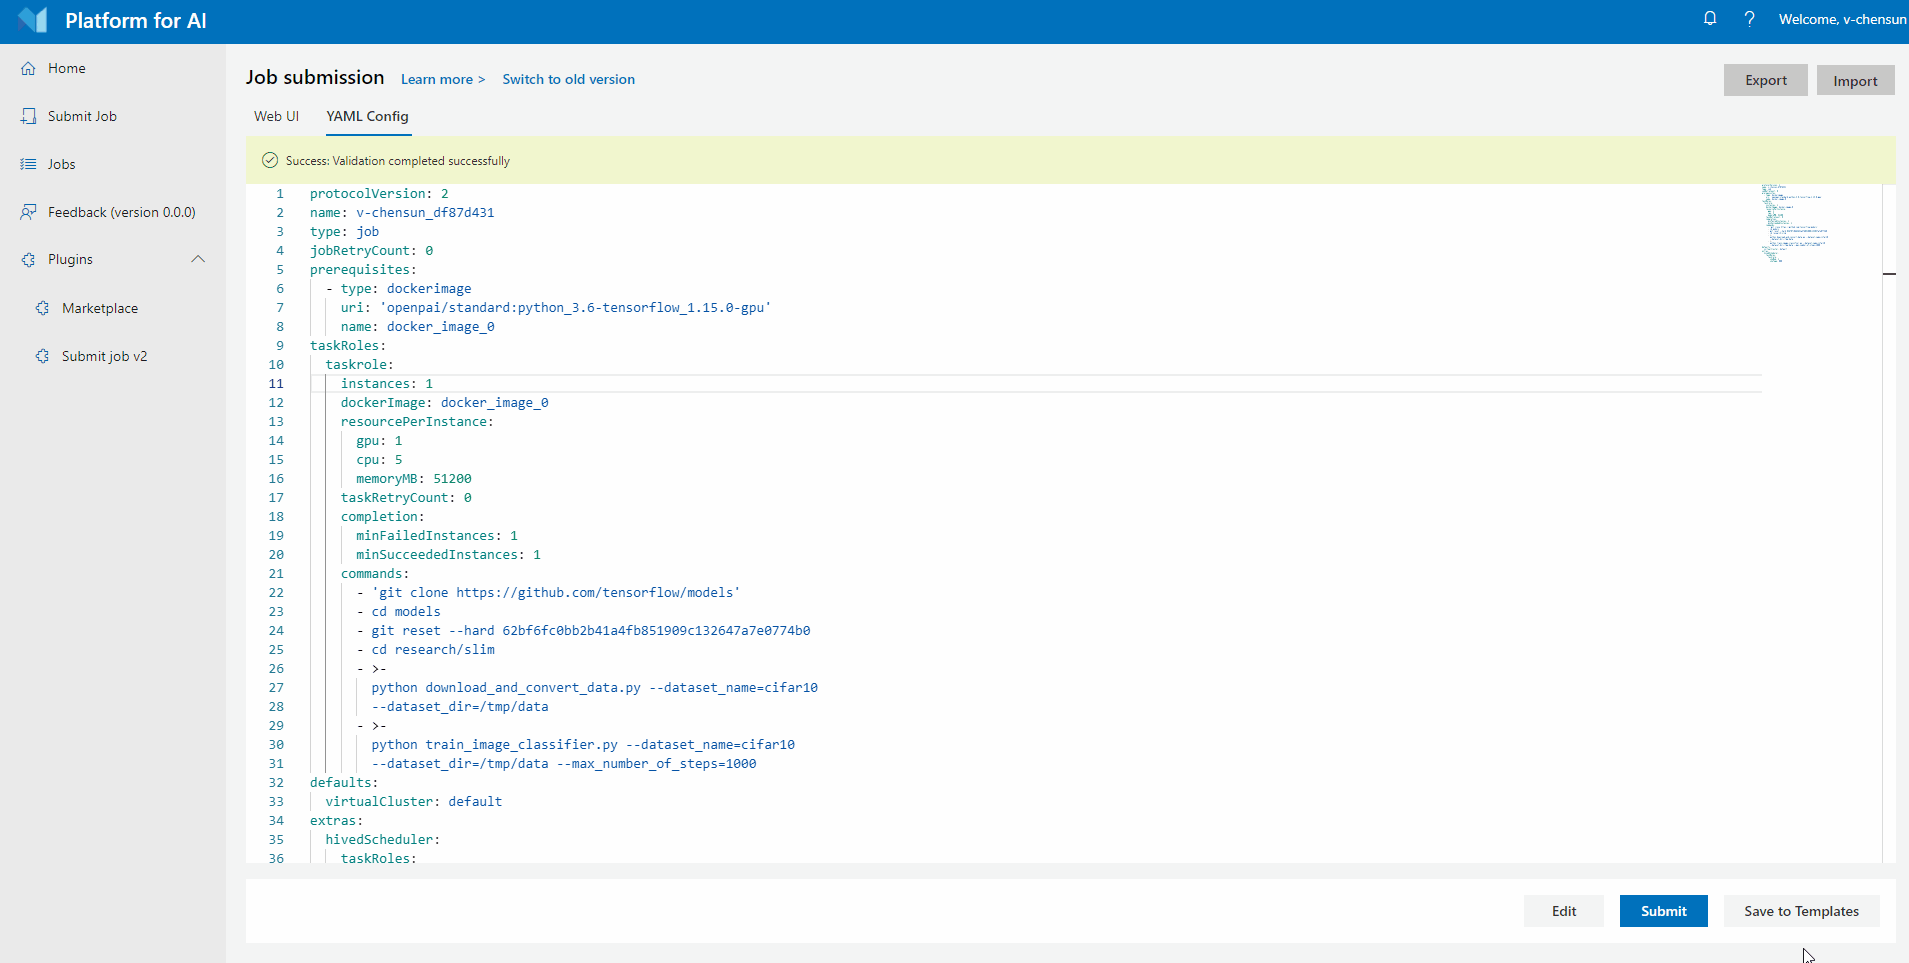 Platform for AI
Welcome, v-chensun
Home
Submit Job
Jobs
Feedback (version 0.0.0)
Plugins
Marketplace
Submit job v2
Job submission Learn more > Switch to old version
Export Import
Web UI YAML Config
Success: Validation completed successfully
1 protocolVersion: 2
2 name: v-chensun_df87d431
3 type: job
4 jobRetryCount: 0
5 prerequisites:
6 - type: dockerimage
7 uri: 'openpai/standard:python_3.6-tensorflow_1.15.0-gpu'
8 name: docker_image_0
9 taskRoles:
10 taskrole:
11 instances: 1
12 dockerImage: docker_image_0
13 resourcePerInstance:
14 gpu: 1
15 cpu: 5
16 memoryMB: 51200
17 taskRetryCount: 0
18 completion:
19 minFailedInstances: 1
20 minSucceededInstances: 1
21 commands:
22 - 'git clone https://github.com/tensorflow/models'
23 - cd models
24 - git reset --hard 62bf6fc0bb2b41a4fb851909c132647a7e0774b0
25 - cd research/slim
26 - >-
27 python download_and_convert_data.py --dataset_name=cifar10
28 --dataset_dir=/tmp/data
29 - >-
30 python train_image_classifier.py --dataset_name=cifar10
31 --dataset_dir=/tmp/data --max_number_of_steps=1000
32 defaults:
33 virtualCluster: default
34 extras:
35 hivedScheduler:
36 taskRoles:
Edit Submit Save to Templates